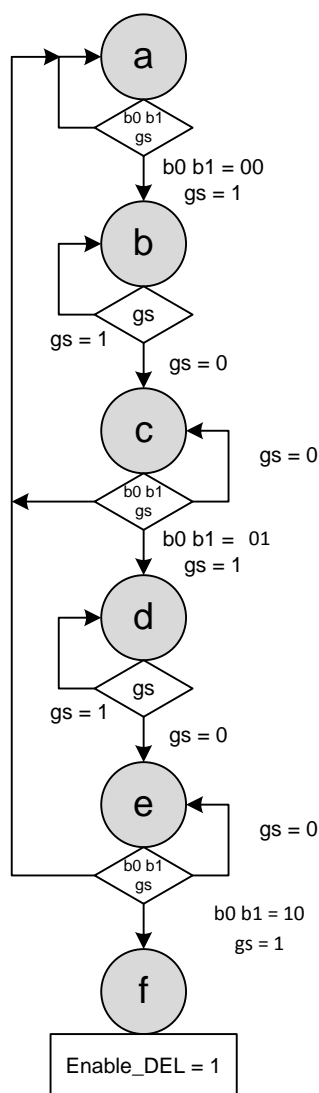 a
b0 b1
gs
b0 b1 = 00
gs = 1
b
gs
gs = 1
gs = 0
c
gs = 0
b0 b1
gs
b0 b1 = 01
gs = 1
d
gs
gs = 1
gs = 0
e
gs = 0
b0 b1
gs
b0 b1 = 10
gs = 1
f
Enable_DEL = 1